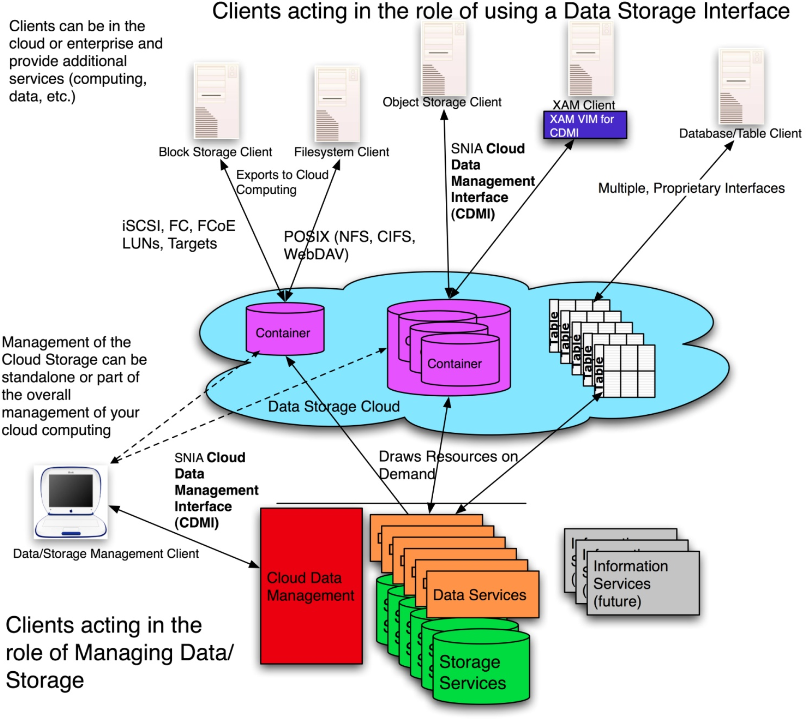 Clients acting in the role of using a Data Storage Interface
Clients can be in the
cloud or enterprise and
provide additional
services (computing,
data, etc.)
Block Storage Client
Filesystem Client
Object Storage Client
XAM Client
XAM VIM for
CDMI
Database/Table Client
Exports to Cloud
Computing
iSCSI, FC, FCoE
LUNs, Targets
POSIX (NFS, CIFS,
WebDAV)
SNIA Cloud
Data
Management
Interface
(CDMI)
Multiple, Proprietary Interfaces
Container
Container
Table
Table
Data Storage Cloud
Management of the
Cloud Storage can be
standalone or part of
the overall
management of your
cloud computing
Draws Resources on
Demand
SNIA Cloud
Data
Management
Interface
(CDMI)
Data/Storage Management Client
Cloud Data
Management
Data Services
Storage
Services
Information
Services
(future)
Clients acting in the
role of Managing Data/
Storage